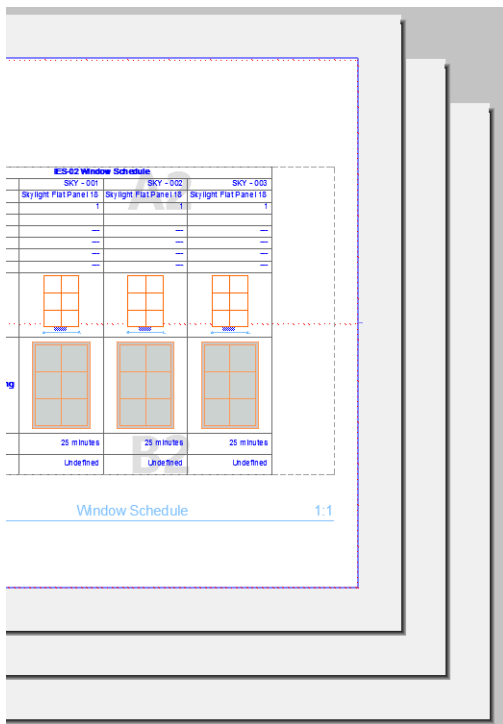 IES-02 Window Schedule
SKY - 001 SKY - 002 SKY - 003
Skylight Flat Panel 18 Skylight Flat Panel 18 Skylight Flat Panel 18
1 1 1
A2
--- --- ---
--- --- ---
--- --- ---
--- --- ---
ng
25 minutes 25 minutes 25 minutes
B2
Undefined Undefined Undefined
Window Schedule 1:1